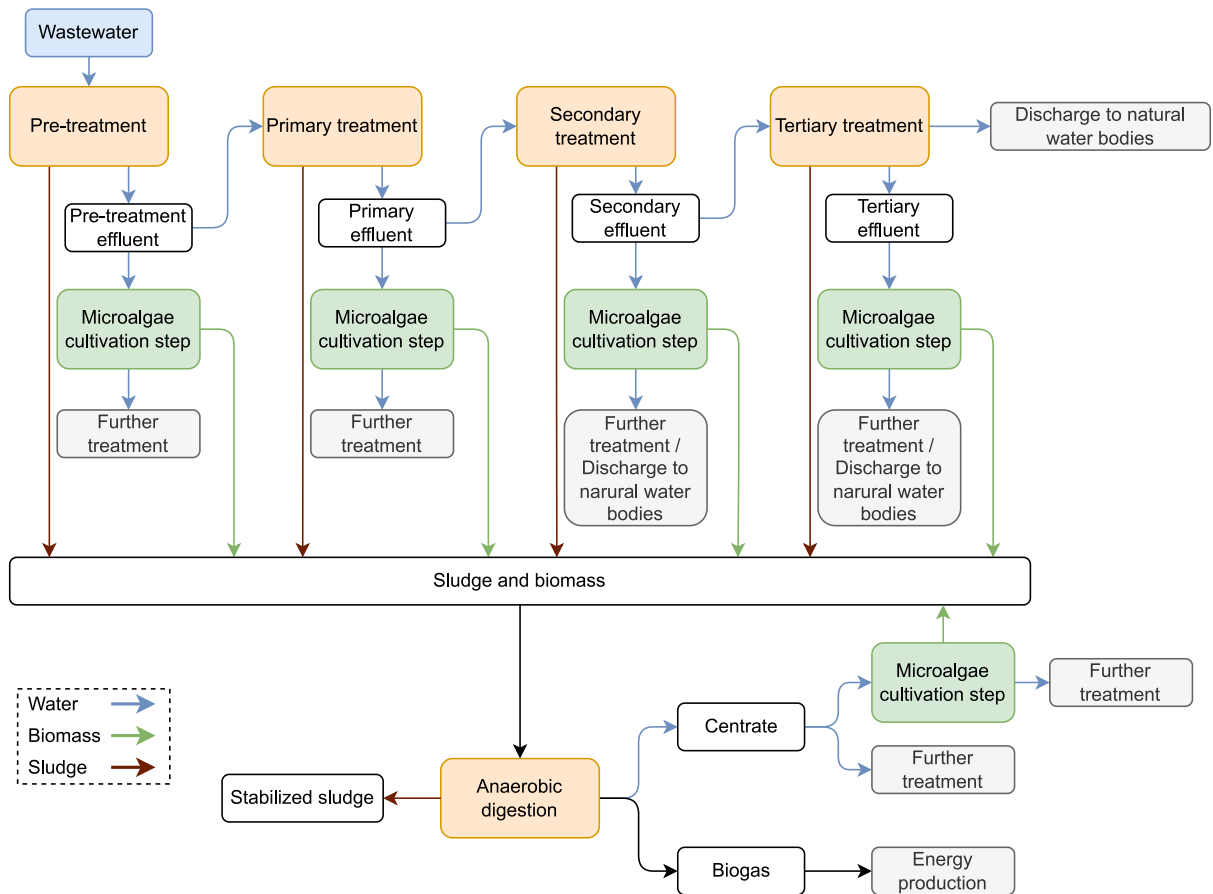 Wastewater
Pre-treatment
Primary treatment
Secondary
treatment
Tertiary treatment
Discharge to natural
water bodies
Pre-treatment
effluent
Primary
effluent
Secondary
effluent
Tertiary
effluent
Microalgae
cultivation step
Microalgae
cultivation step
Microalgae
cultivation step
Microalgae
cultivation step
Further
treatment
Further
treatment
Further
treatment /
Discharge to
narural water
bodies
Further
treatment /
Discharge to
narural water
bodies
Sludge and biomass
Microalgae
cultivation step
Further
treatment
Water
Biomass
Sludge
Centrate
Further
treatment
Stabilized sludge
Anaerobic
digestion
Biogas
Energy
production